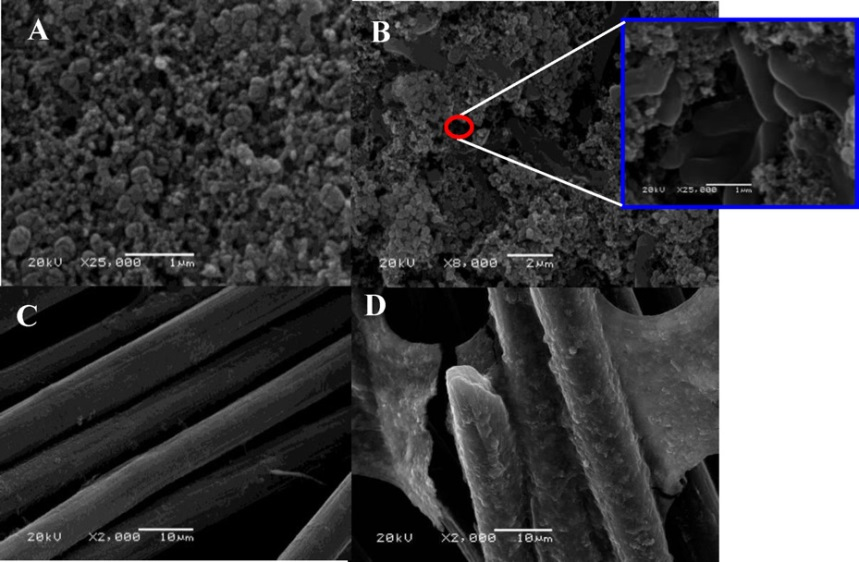 A
B
20kV X25,000 1μm
20kV X25,000 1μm
20kV X8,000 2μm
C
D
20kV X2,000 10μm
20kV X2,000 10μm